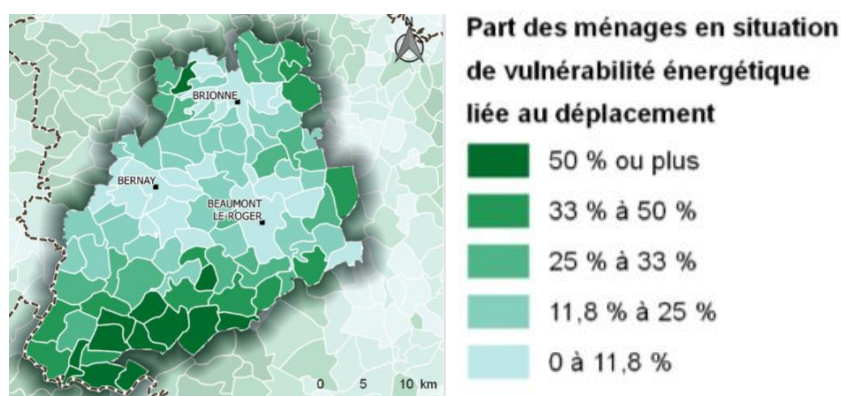 N
BRIONNE
BERNAY
BEAUMONT
LE-ROGER
0 5 10 km
Part des ménages en situation
de vulnérabilité énergétique
liée au déplacement
50 % ou plus
33 % à 50 %
25 % à 33 %
11,8 % à 25 %
0 à 11,8 %